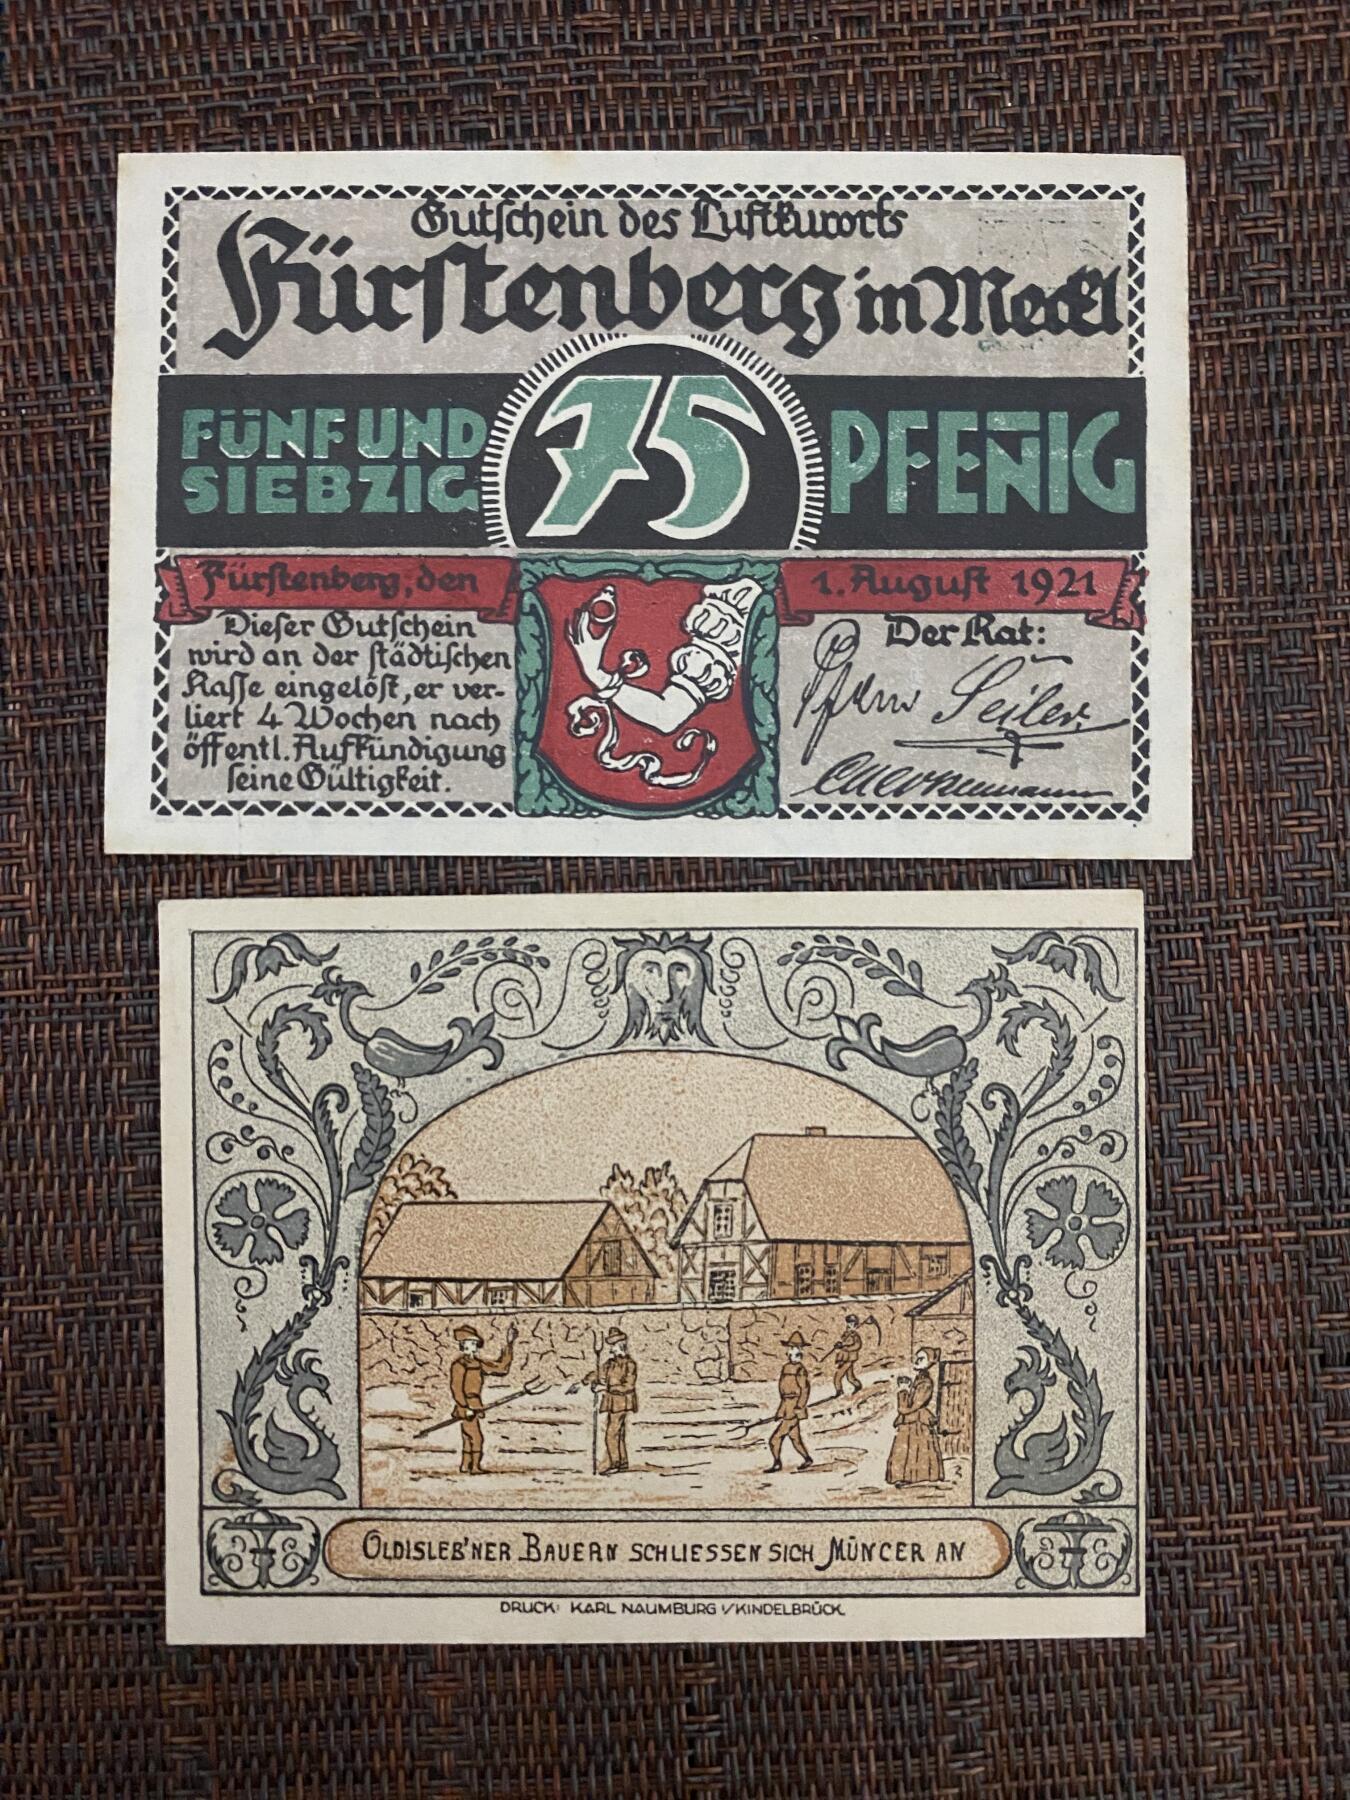 Gutschein des Luftkurorts
Fürstenberg in Meckl
FÜNF UND
SIEBZIG
75
PFENNIG
Fürstenberg, den
1. August 1921
Dieser Gutschein
wird an der städtischen
Kasse eingelöst, er ver-
liert 4 Wochen nach
öffentl. Aufkündigung
seine Gültigkeit.
Der Rat:
Seiler
OLDISLEB'NER BAUERN SCHLIESSEN SICH MÜNCER AN
DRUCK: KARL NAUMBURG I/KINDELBRÜCK